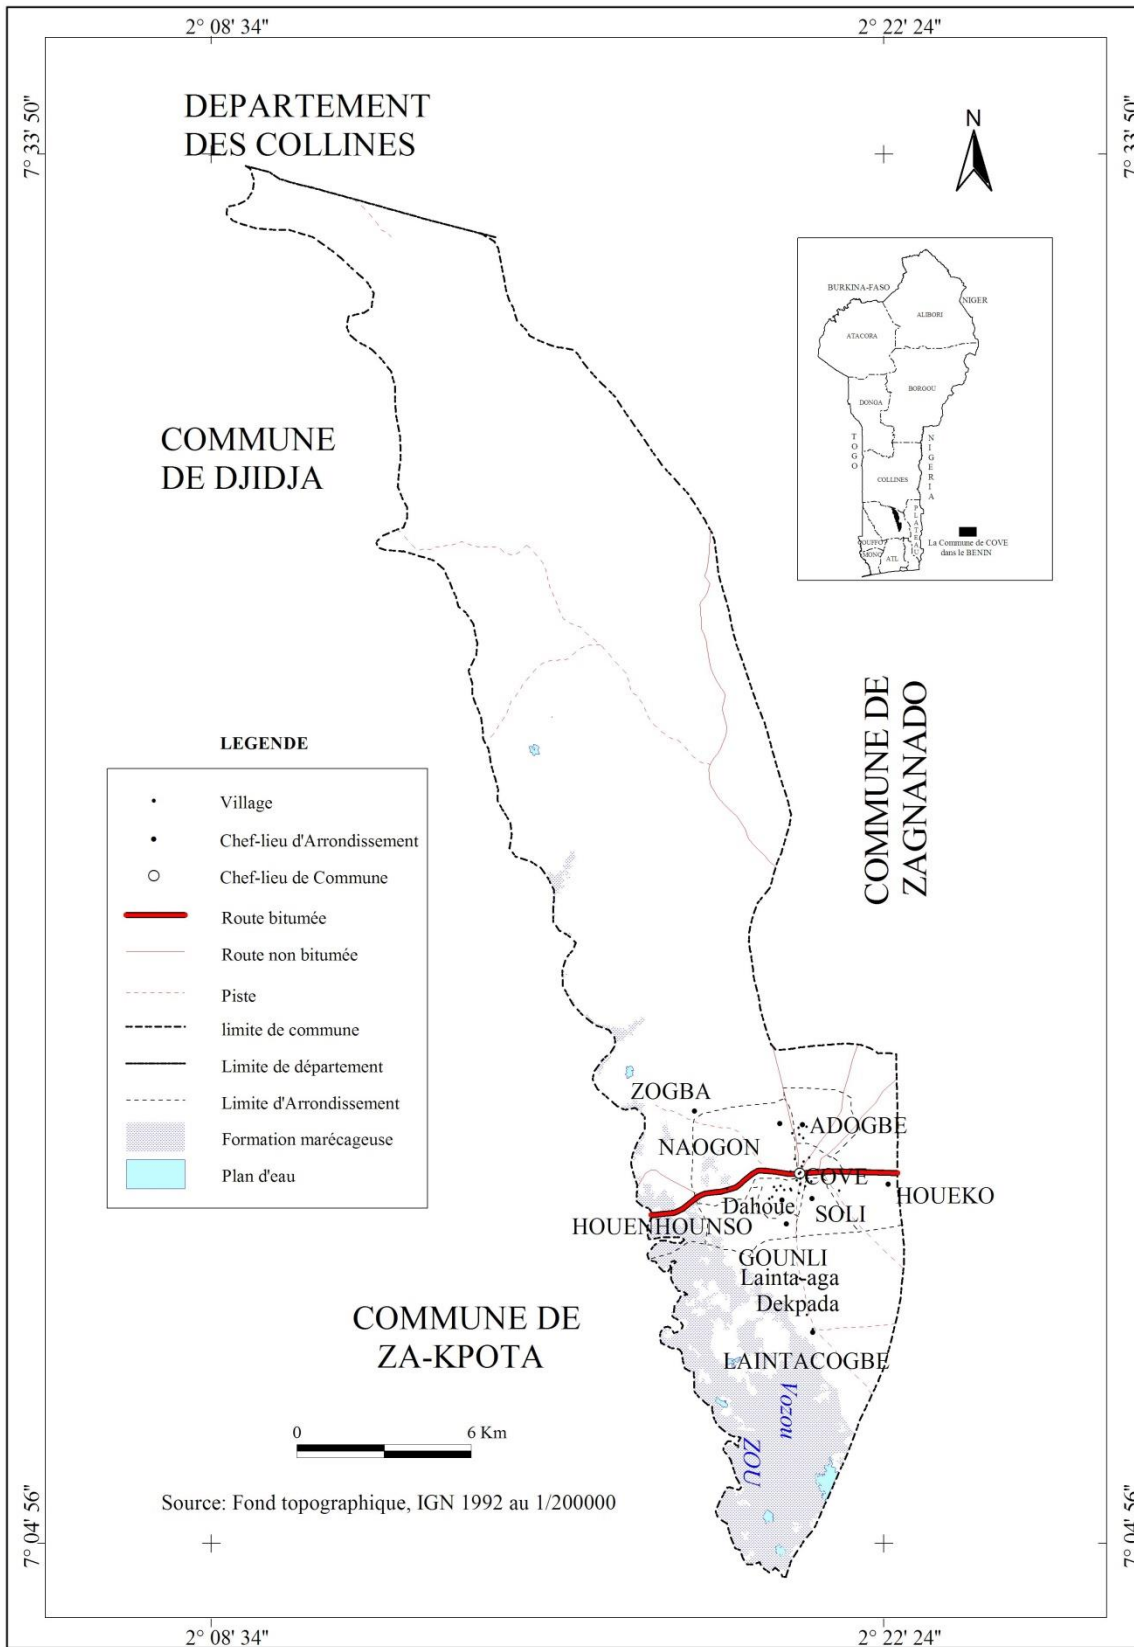 2° 08' 34"
2° 22' 24"
7° 33' 50"
7° 33' 50"
DEPARTEMENT
DES COLLINES
N
BURKINA-FASO
NIGER
ALIBORI
ATACORA
BORGOU
DONGA
TOGO
NIGERIA
COLLINES
PLATEAU
COUFFO
MONO
ATL
La Commune de COVE
dans le BENIN
COMMUNE
DE DJIDJA
COMMUNE DE
ZAGNANADO
LEGENDE
Village
Chef-lieu d'Arrondissement
Chef-lieu de Commune
Route bitumée
Route non bitumée
Piste
limite de commune
Limite de département
Limite d'Arrondissement
Formation marécageuse
Plan d'eau
ZOGBA
ADOGBE
NAOGON
COVE
HOUEKO
Dahoue
SOLI
HOUENHOUNSO
GOUNLI
Lainta-aga
Dekpada
COMMUNE DE
ZA-KPOTA
LAINTACOGBE
Vozou
ZOU
0 6 Km
Source: Fond topographique, IGN 1992 au 1/200000
7° 04' 56"
7° 04' 56"
2° 08' 34"
2° 22' 24"